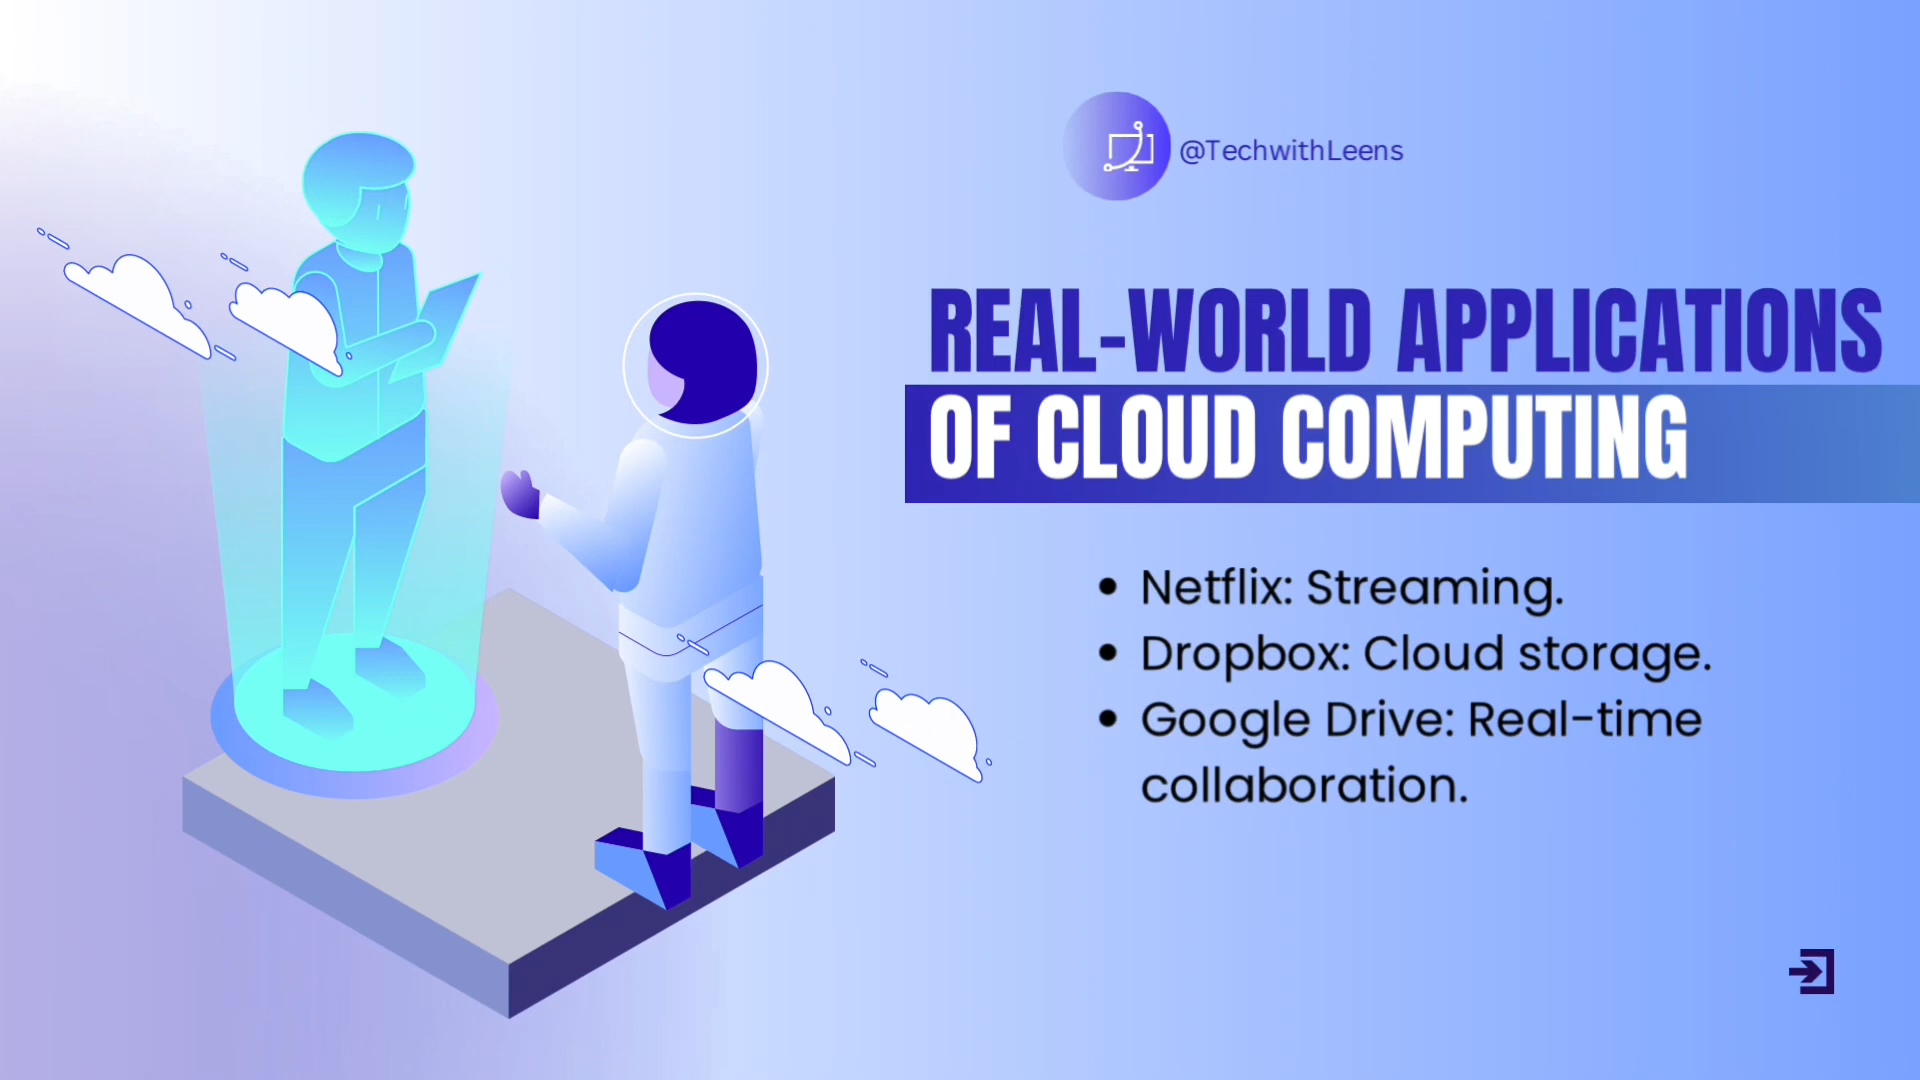 @TechwithLeens
REAL-WORLD APPLICATIONS
OF CLOUD COMPUTING
• Netflix: Streaming.
• Dropbox: Cloud storage.
• Google Drive: Real-time
collaboration.